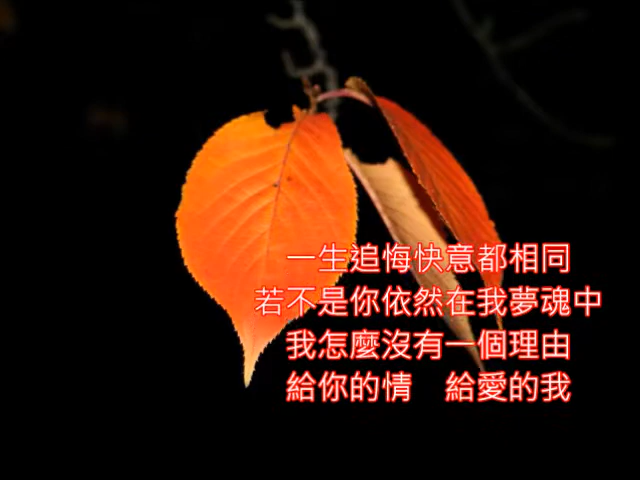 一生追悔快意都相同
若不是你依然在我夢魂中
我怎麼沒有一個理由
給你的情　給愛的我